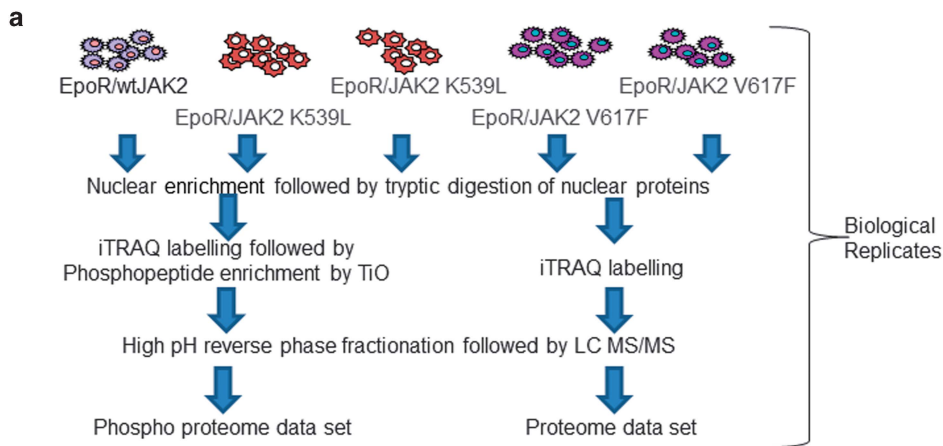 a
EpoR/wtJAK2
EpoR/JAK2 K539L
EpoR/JAK2 K539L
EpoR/JAK2 V617F
EpoR/JAK2 V617F
Nuclear enrichment followed by tryptic digestion of nuclear proteins
iTRAQ labelling followed by
Phosphopeptide enrichment by TiO
iTRAQ labelling
High pH reverse phase fractionation followed by LC MS/MS
Phospho proteome data set
Proteome data set
Biological
Replicates